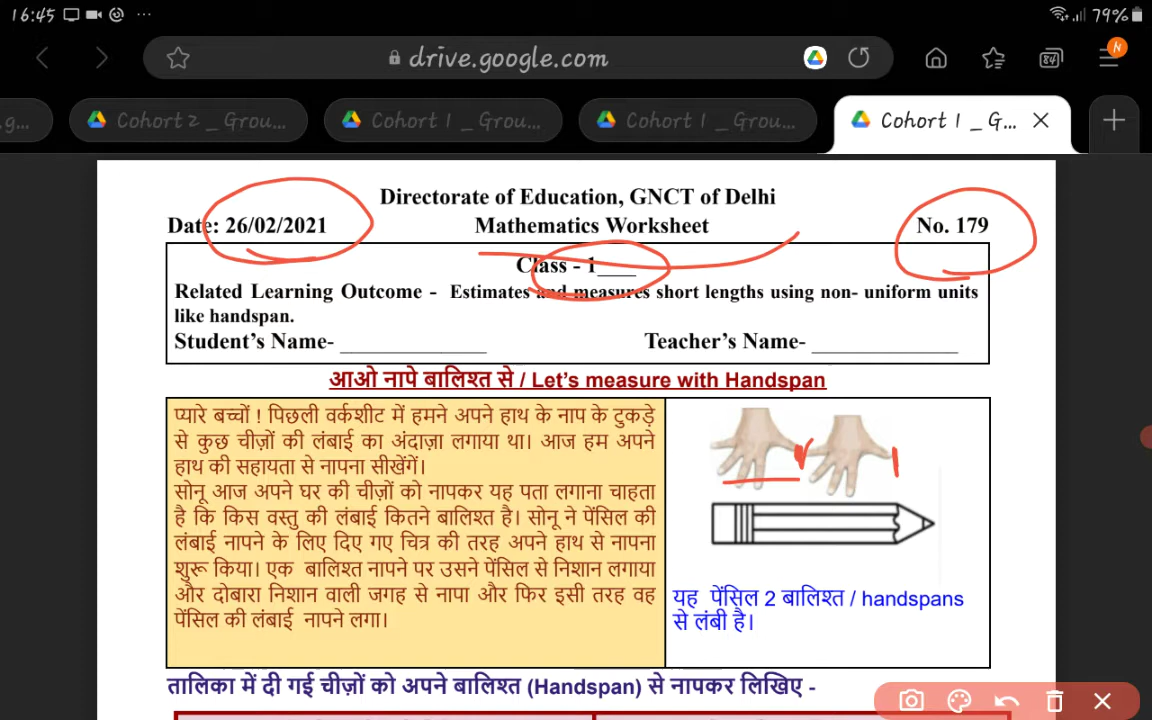 16:45
79%
drive.google.com
84
N
.g...
Cohort 2 _ Grou...
Cohort 1 _ Grou...
Cohort 1 _ Grou...
Cohort 1 _ G...
Directorate of Education, GNCT of Delhi
Date: 26/02/2021 Mathematics Worksheet No. 179
Class - 1___
Related Learning Outcome - Estimates and measures short lengths using non- uniform units
like handspan.
Student’s Name- _____________ Teacher’s Name- _____________
आओ नापे बालिश्त से / Let’s measure with Handspan
प्यारे बच्चों ! पिछली वर्कशीट में हमने अपने हाथ के नाप के टुकड़े
से कुछ चीज़ों की लंबाई का अंदाज़ा लगाया था। आज हम अपने
हाथ की सहायता से नापना सीखेंगें।
सोनू आज अपने घर की चीज़ों को नापकर यह पता लगाना चाहता
है कि किस वस्तु की लंबाई कितने बालिश्त है। सोनू ने पेंसिल की
लंबाई नापने के लिए दिए गए चित्र की तरह अपने हाथ से नापना
शुरू किया। एक बालिश्त नापने पर उसने पेंसिल से निशान लगाया
और दोबारा निशान वाली जगह से नापा और फिर इसी तरह वह
पेंसिल की लंबाई नापने लगा।
यह पेंसिल 2 बालिश्त / handspans
से लंबी है।
तालिका में दी गई चीज़ों को अपने बालिश्त (Handspan) से नापकर लिखिए -